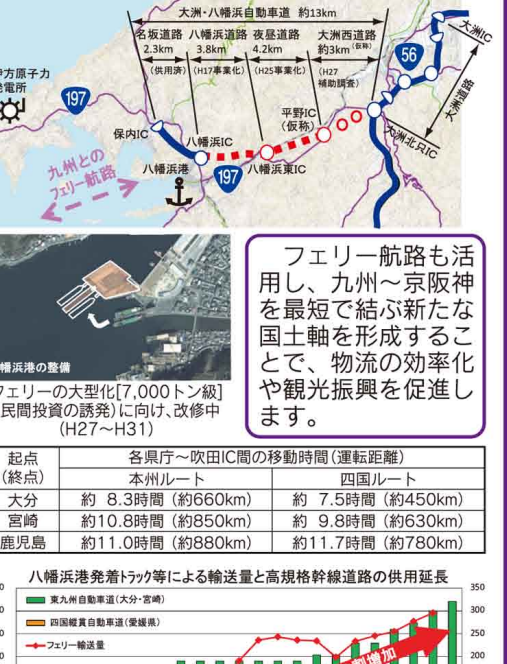 大洲・八幡浜自動車道 約13km
名坂道路 八幡浜道路 夜昼道路 大洲西道路
2.3km 3.8km 4.2km 約3km(仮称)
(供用済) (H17事業化) (H25事業化) (H27
補助調査)
56
大洲IC
大洲道路
伊方原子力
発電所
197
保内IC
八幡浜IC
平野IC
(仮称)
大洲北只IC
八幡浜港
197
八幡浜東IC
九州との
フェリー航路
八幡浜港の整備
フェリーの大型化[7,000トン級]
(民間投資の誘発)に向け、改修中
(H27~H31)
フェリー航路も活
用し、九州~京阪神
を最短で結ぶ新たな
国土軸を形成するこ
とで、物流の効率化
や観光振興を促進し
ます。
起点
(終点)
各県庁~吹田IC間の移動時間(運転距離)
本州ルート 四国ルート
大分 約 8.3時間(約660km) 約 7.5時間(約450km)
宮崎 約10.8時間(約850km) 約 9.8時間(約630km)
鹿児島 約11.0時間(約880km) 約11.7時間(約780km)
八幡浜港発着トラック等による輸送量と高規格幹線道路の供用延長
東九州自動車道(大分・宮崎)
四国縦貫自動車道(愛媛県)
フェリー輸送量
増加
350
300
250
200